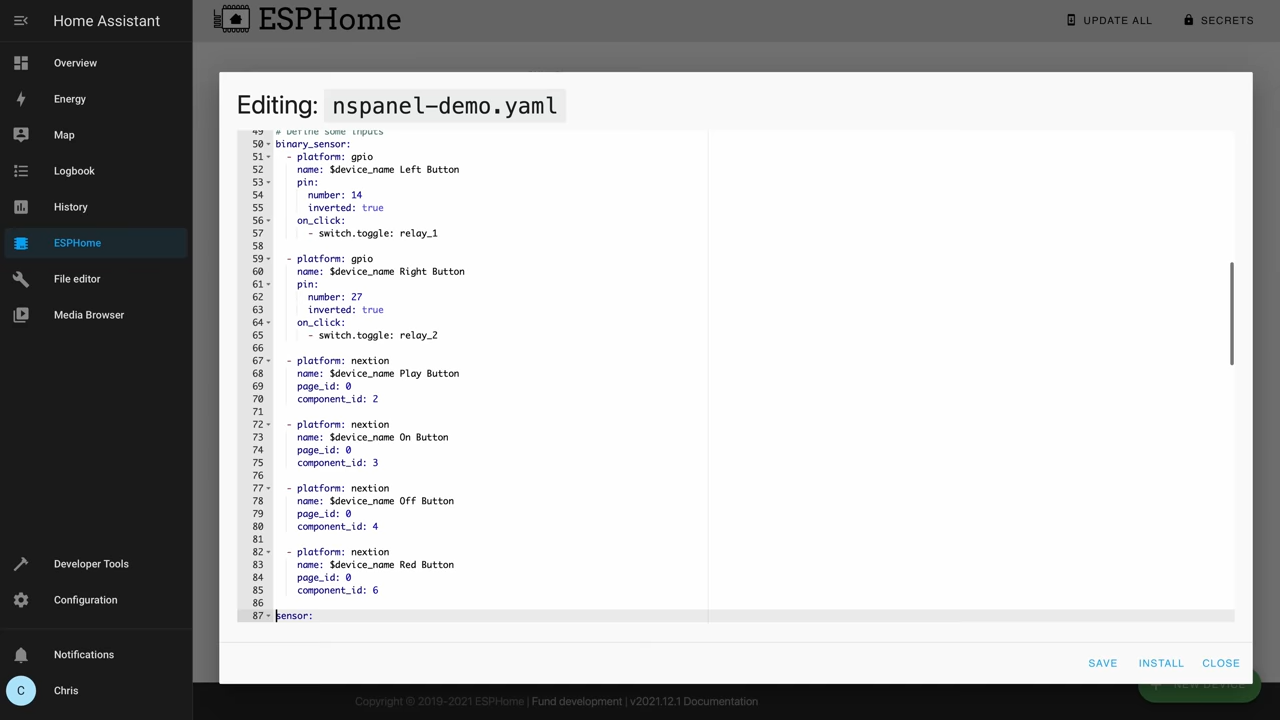 Home Assistant
ESPHome
UPDATE ALL
SECRETS
Overview
Energy
Map
Logbook
History
ESPHome
File editor
Media Browser
Developer Tools
Configuration
Notifications
C
Chris
Editing: nspanel-demo.yaml
49 # Define some inputs
50 binary_sensor:
51 - platform: gpio
52 name: $device_name Left Button
53 pin:
54 number: 14
55 inverted: true
56 on_click:
57 - switch.toggle: relay_1
58
59 - platform: gpio
60 name: $device_name Right Button
61 pin:
62 number: 27
63 inverted: true
64 on_click:
65 - switch.toggle: relay_2
66
67 - platform: nextion
68 name: $device_name Play Button
69 page_id: 0
70 component_id: 2
71
72 - platform: nextion
73 name: $device_name On Button
74 page_id: 0
75 component_id: 3
76
77 - platform: nextion
78 name: $device_name Off Button
79 page_id: 0
80 component_id: 4
81
82 - platform: nextion
83 name: $device_name Red Button
84 page_id: 0
85 component_id: 6
86
87 sensor:
SAVE
INSTALL
CLOSE
+ NEW DEVICE
Copyright © 2019-2021 ESPHome | Fund development | v2021.12.1 Documentation